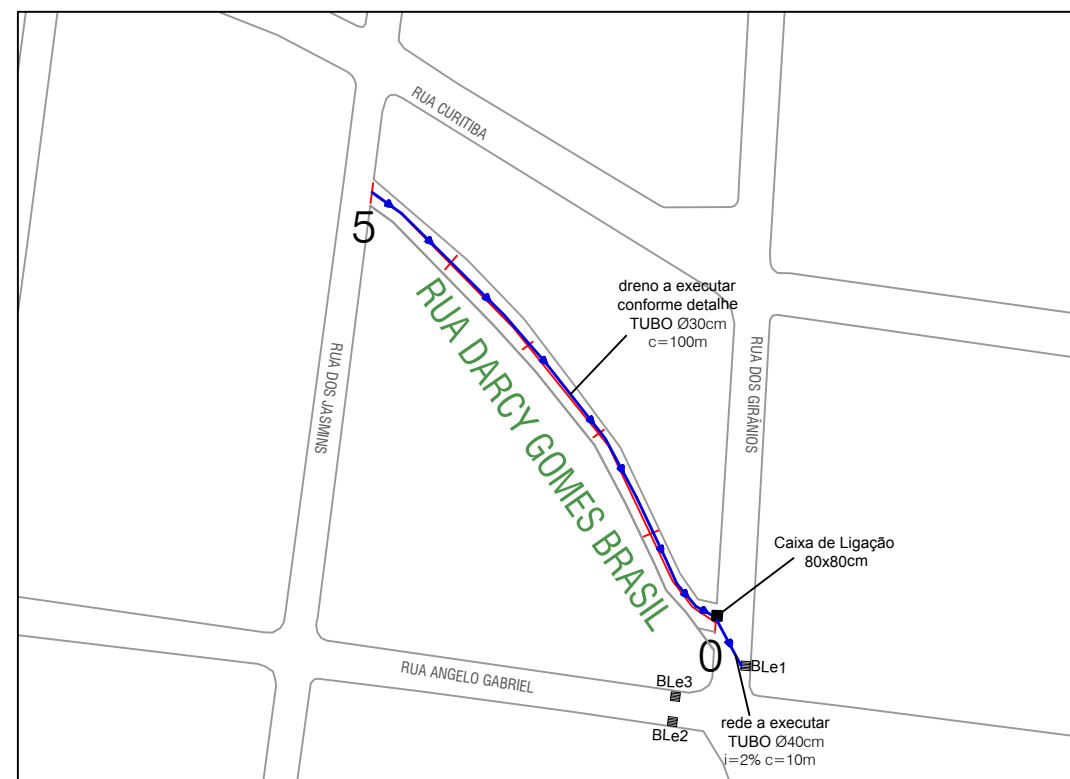 RUA CURITIBA
5
dreno a executar
conforme detalhe
TUBO Ø30cm
c=100m
RUA DARCY GOMES BRASIL
RUA DOS JASMINS
RUA DOS GIRÂNIOS
Caixa de Ligação
80x80cm
0
BLe1
RUA ANGELO GABRIEL
BLe3
BLe2
rede a executar
TUBO Ø40cm
i=2% c=10m